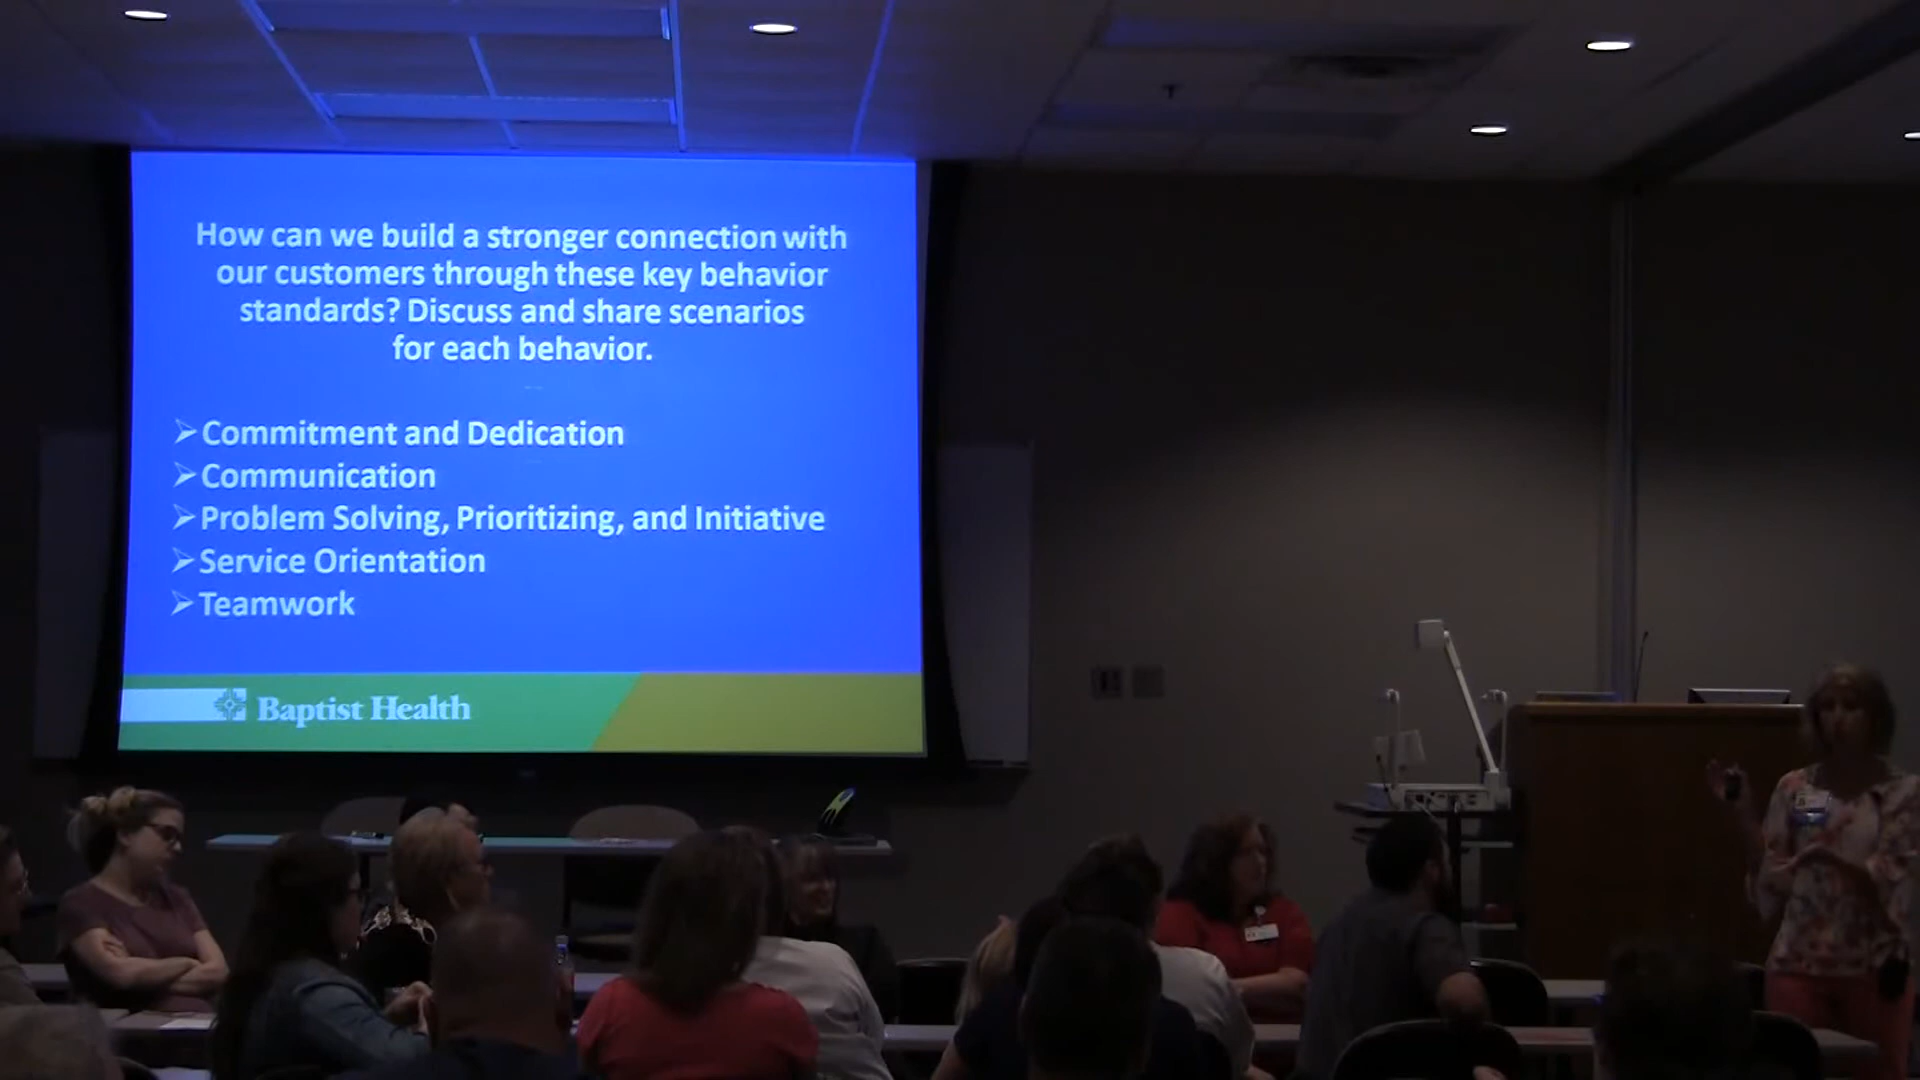 How can we build a stronger connection with
our customers through these key behavior
standards? Discuss and share scenarios
for each behavior.
➢Commitment and Dedication
➢Communication
➢Problem Solving, Prioritizing, and Initiative
➢Service Orientation
➢Teamwork
Baptist Health